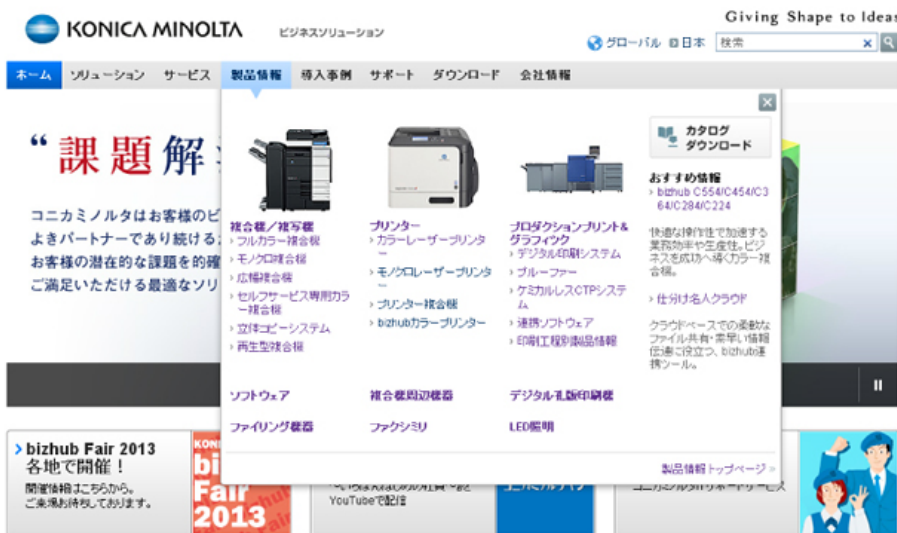 Giving Shape to Ideas
KONICA MINOLTA
ビジネスソリューション
グローバル 日本 検索
ホーム ソリューション サービス 製品情報 導入事例 サポート ダウンロード 会社情報
“課題解
コニカミノルタはお客様のビ
よきパートナーであり続ける
お客様の潜在的な課題を的確
ご満足いただける最適なソリ
複合機／複写機
フルカラー複合機
モノクロ複合機
広幅複合機
セルフサービス専用カラ
ー複合機
立体コピーシステム
再生型複合機
プリンター
カラーレーザープリンタ
ー
モノクロレーザープリンタ
ー
プリンター複合機
bizhubカラープリンター
プロダクションプリント&
グラフィック
デジタル印刷システム
プルーファー
ケミカルレスCTPシステ
ム
連携ソフトウェア
印刷工程別製品情報
ソフトウェア
複合機周辺機器
デジタル孔版印刷機
ファイリング機器
ファクシミリ
LED照明
カタログ
ダウンロード
おすすめ情報
bizhub C554/C454/C3
64/C284/C224
快適な操作性で加速する
業務効率や生産性。ビジ
ネスを成功へ導くカラー複
合機。
仕分け名人クラウド
クラウドベースでの柔軟な
ファイル共有・素早い情報
伝達に役立つ、bizhub連
携ツール。
製品情報トップページ
bizhub Fair 2013
各地で開催！
開催情報はこちらから。
ご来場お待ちしております。
KON
bi
Fair
2013
YouTubeで配信